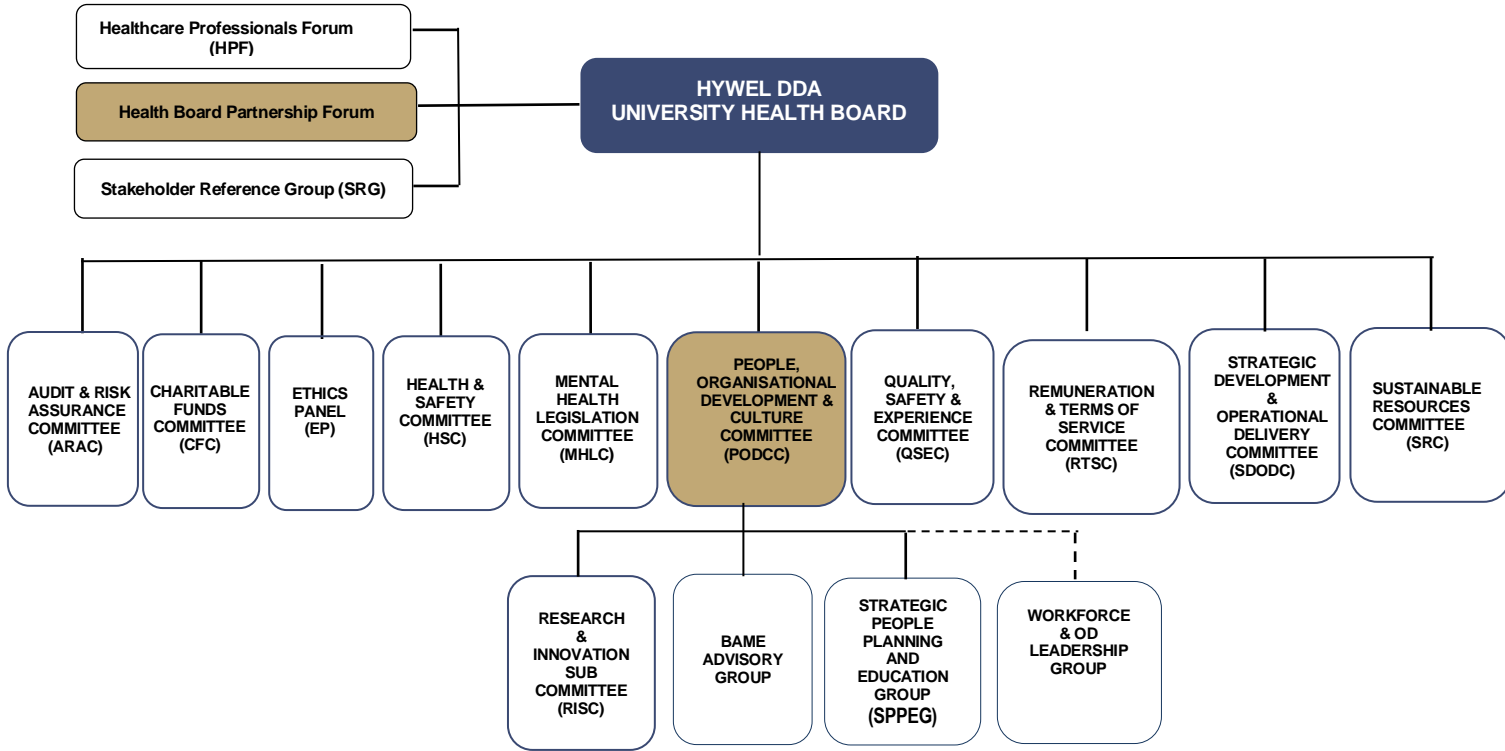 Healthcare Professionals Forum
(HPF)
Health Board Partnership Forum
Stakeholder Reference Group (SRG)
HYWEL DDA
UNIVERSITY HEALTH BOARD
AUDIT & RISK
ASSURANCE
COMMITTEE
(ARAC)
CHARITABLE
FUNDS
COMMITTEE
(CFC)
ETHICS
PANEL
(EP)
HEALTH &
SAFETY
COMMITTEE
(HSC)
MENTAL
HEALTH
LEGISLATION
COMMITTEE
(MHLC)
PEOPLE,
ORGANISATIONAL
DEVELOPMENT &
CULTURE
COMMITTEE
(PODCC)
QUALITY,
SAFETY &
EXPERIENCE
COMMITTEE
(QSEC)
REMUNERATION
& TERMS OF
SERVICE
COMMITTEE
(RTSC)
STRATEGIC
DEVELOPMENT
&
OPERATIONAL
DELIVERY
COMMITTEE
(SDODC)
SUSTAINABLE
RESOURCES
COMMITTEE
(SRC)
RESEARCH
&
INNOVATION
SUB
COMMITTEE
(RISC)
BAME
ADVISORY
GROUP
STRATEGIC
PEOPLE
PLANNING
AND
EDUCATION
GROUP
(SPPEG)
WORKFORCE
& OD
LEADERSHIP
GROUP